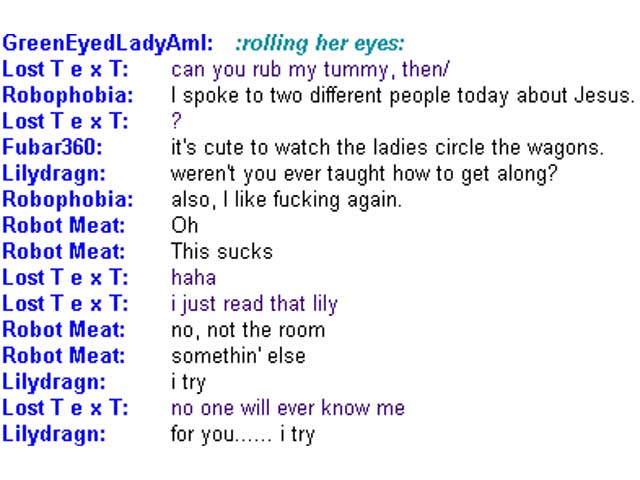 GreenEyedLadyAmI: :rolling her eyes:
Lost T e x T: can you rub my tummy, then/
Robophobia: I spoke to two different people today about Jesus.
Lost T e x T: ?
Fubar360: it's cute to watch the ladies circle the wagons.
Lilydragn: weren't you ever taught how to get along?
Robophobia: also, I like fucking again.
Robot Meat: Oh
Robot Meat: This sucks
Lost T e x T: haha
Lost T e x T: i just read that lily
Robot Meat: no, not the room
Robot Meat: somethin' else
Lilydragn: i try
Lost T e x T: no one will ever know me
Lilydragn: for you...... i try